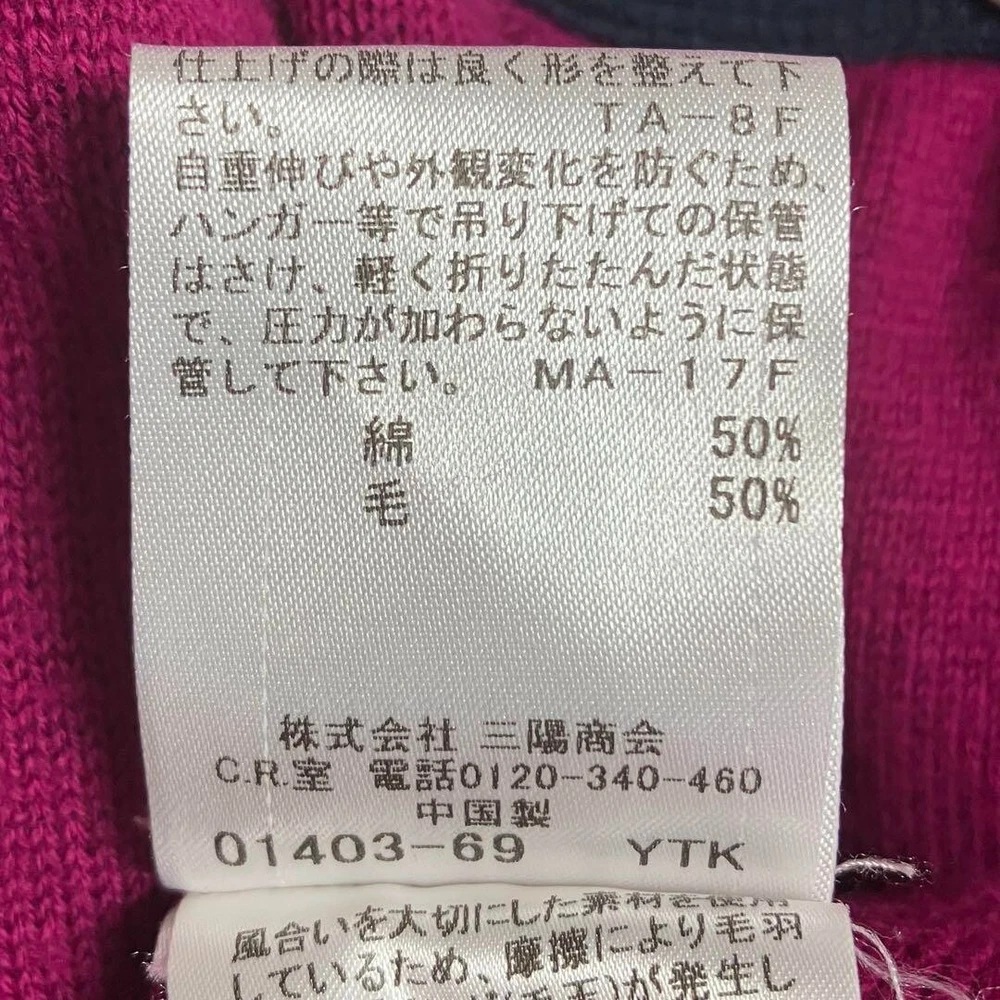 仕上げの際は良く形を整えて下
さい。 TA-8F
自重伸びや外観変化を防ぐため、
ハンガー等で吊り下げての保管
はさけ、軽く折りたたんだ状態
で、圧力が加わらないように保
管して下さい。 MA-17F
綿 50%
毛 50%
株式会社 三陽商会
C.R.室 電話0120-340-460
中国製
01403-69 YTK
風合いを大切にした素材を使用
しているため、摩擦により毛羽
(毛玉)が発生し